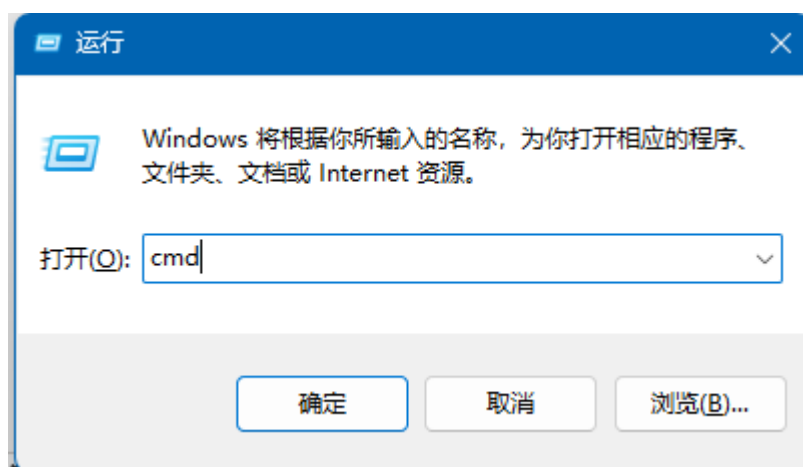 运行
Windows 将根据你所输入的名称，为你打开相应的程序、
文件夹、文档或 Internet 资源。
打开(O): cmd
确定 取消 浏览(B)...